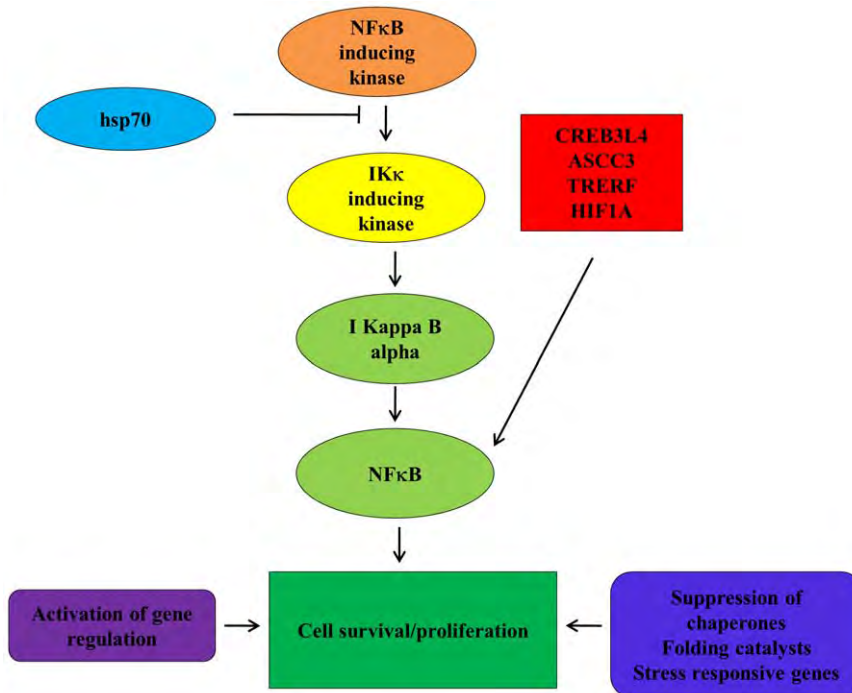 NFκB
inducing
kinase
hsp70
CREB3L4
ASCC3
TRERF
HIF1A
IKκ
inducing
kinase
I Kappa B
alpha
NFκB
Activation of gene
regulation
Cell survival/proliferation
Suppression of
chaperones
Folding catalysts
Stress responsive genes